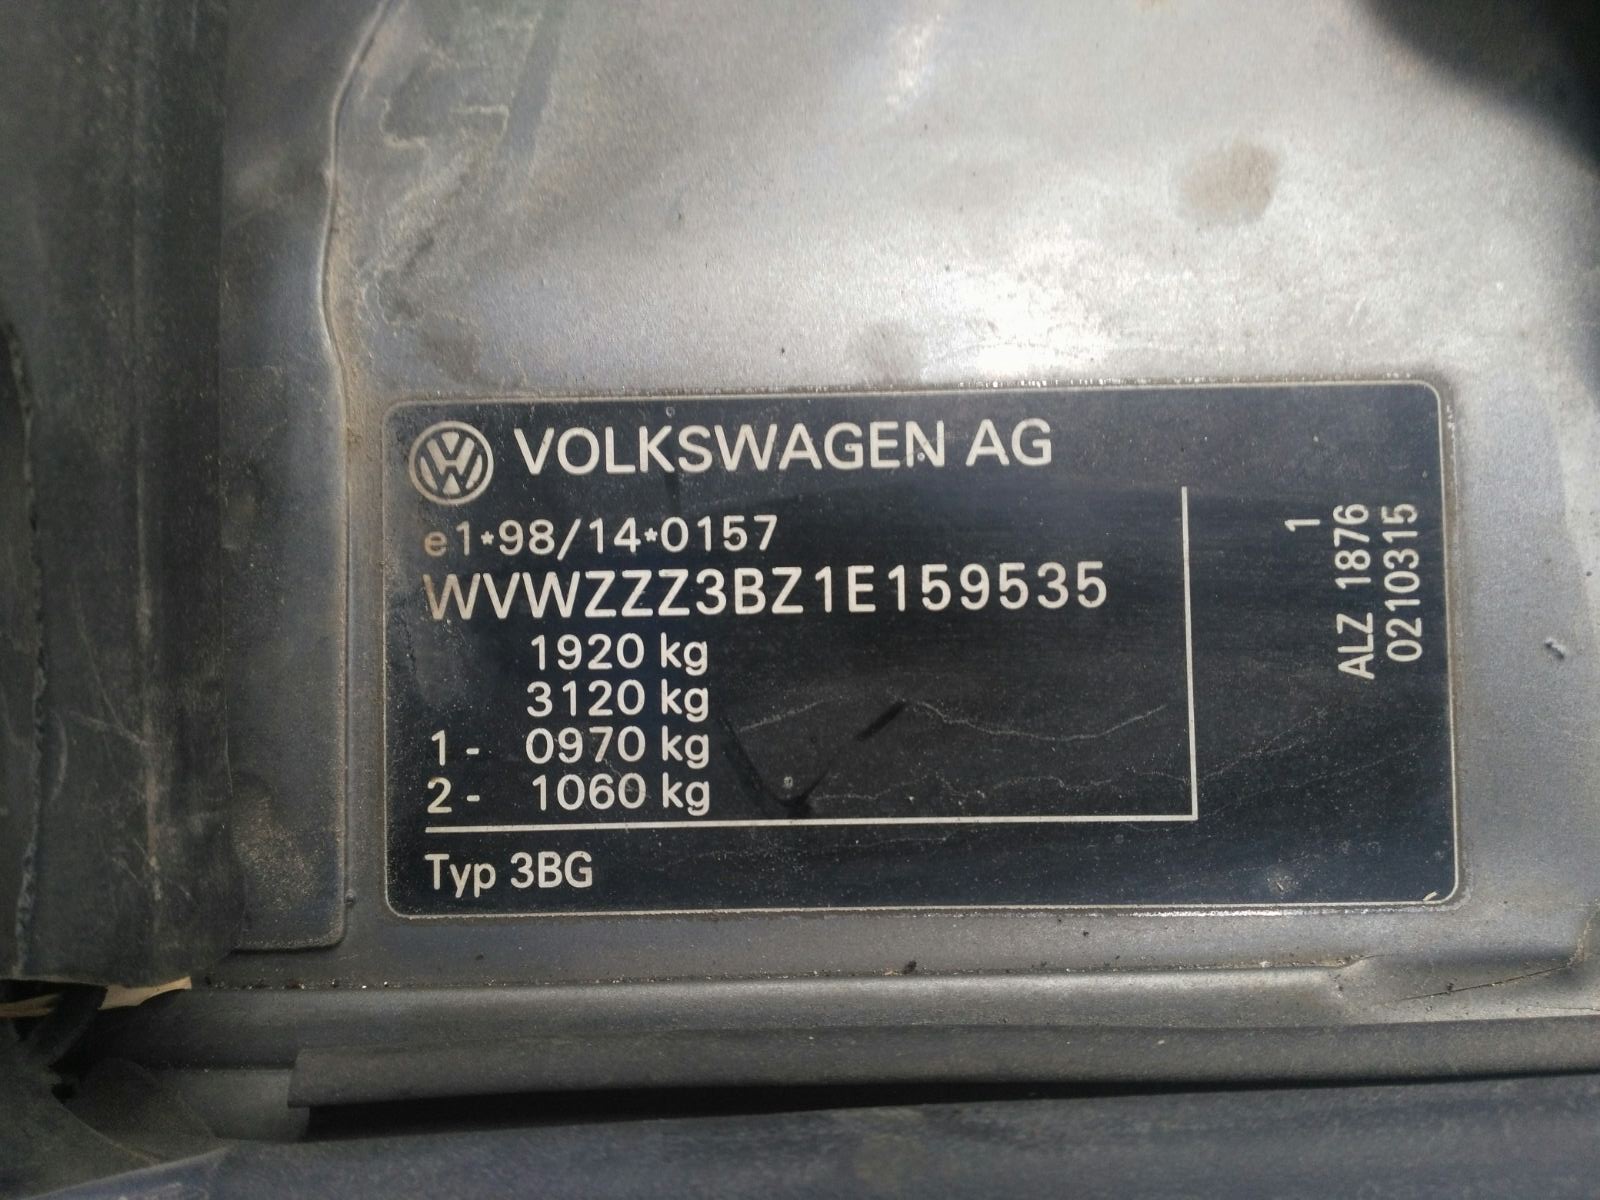 VOLKSWAGEN AG
e1*98/14*0157
WVWZZZ3BZ1E159535
1920 kg
3120 kg
1- 0970 kg
2- 1060 kg
Typ 3BG
1
ALZ 1876
0210315